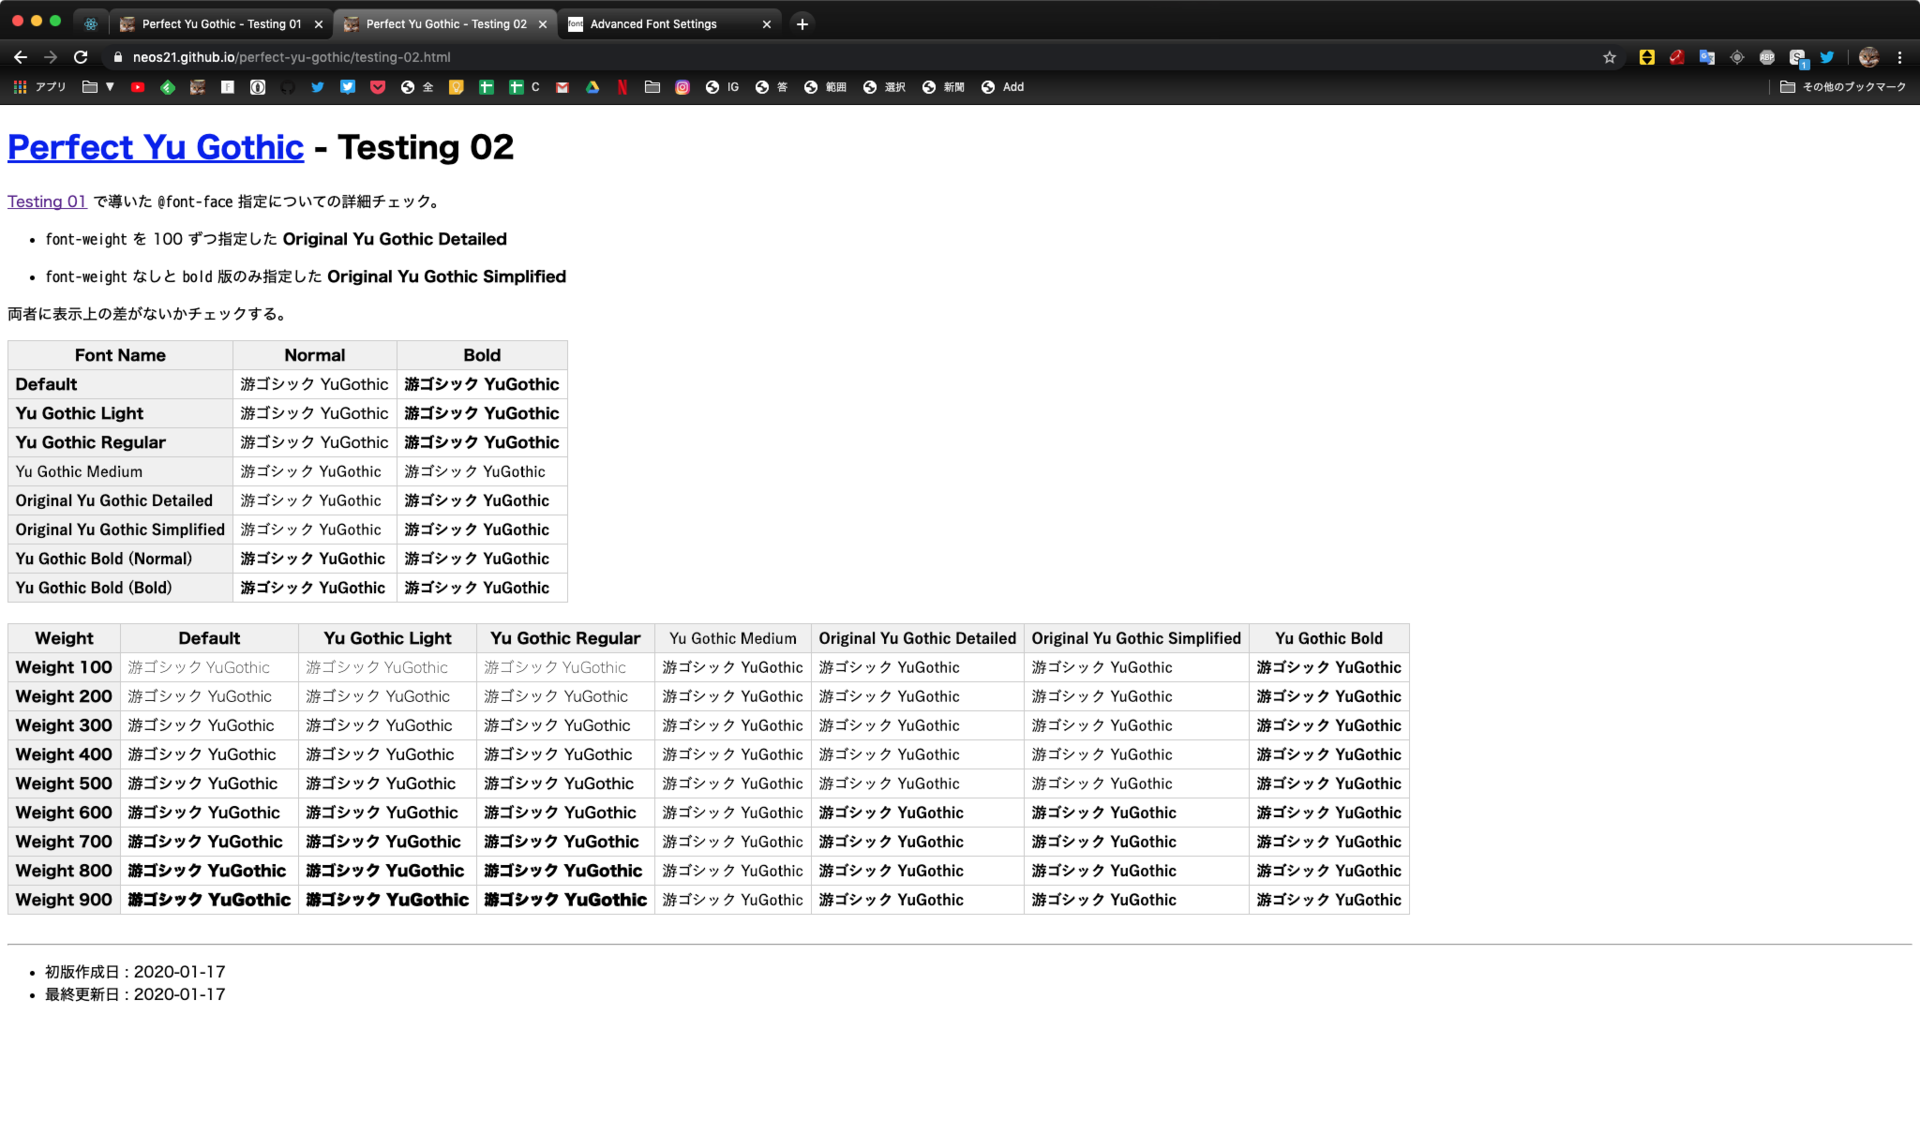 Perfect Yu Gothic - Testing 01
Perfect Yu Gothic - Testing 02
Advanced Font Settings
neos21.github.io/perfect-yu-gothic/testing-02.html
アプリ 全 C IG 答 範囲 選択 新聞 Add その他のブックマーク
Perfect Yu Gothic - Testing 02
Testing 01 で導いた @font-face 指定についての詳細チェック。
• font-weight を 100 ずつ指定した Original Yu Gothic Detailed
• font-weight なしと bold 版のみ指定した Original Yu Gothic Simplified
両者に表示上の差がないかチェックする。
Font Name Normal Bold
Default 游ゴシック YuGothic 游ゴシック YuGothic
Yu Gothic Light 游ゴシック YuGothic 游ゴシック YuGothic
Yu Gothic Regular 游ゴシック YuGothic 游ゴシック YuGothic
Yu Gothic Medium 游ゴシック YuGothic 游ゴシック YuGothic
Original Yu Gothic Detailed 游ゴシック YuGothic 游ゴシック YuGothic
Original Yu Gothic Simplified 游ゴシック YuGothic 游ゴシック YuGothic
Yu Gothic Bold (Normal) 游ゴシック YuGothic 游ゴシック YuGothic
Yu Gothic Bold (Bold) 游ゴシック YuGothic 游ゴシック YuGothic
Weight Default Yu Gothic Light Yu Gothic Regular Yu Gothic Medium Original Yu Gothic Detailed Original Yu Gothic Simplified Yu Gothic Bold
Weight 100 游ゴシック YuGothic 游ゴシック YuGothic 游ゴシック YuGothic 游ゴシック YuGothic 游ゴシック YuGothic 游ゴシック YuGothic 游ゴシック YuGothic
Weight 200 游ゴシック YuGothic 游ゴシック YuGothic 游ゴシック YuGothic 游ゴシック YuGothic 游ゴシック YuGothic 游ゴシック YuGothic 游ゴシック YuGothic
Weight 300 游ゴシック YuGothic 游ゴシック YuGothic 游ゴシック YuGothic 游ゴシック YuGothic 游ゴシック YuGothic 游ゴシック YuGothic 游ゴシック YuGothic
Weight 400 游ゴシック YuGothic 游ゴシック YuGothic 游ゴシック YuGothic 游ゴシック YuGothic 游ゴシック YuGothic 游ゴシック YuGothic 游ゴシック YuGothic
Weight 500 游ゴシック YuGothic 游ゴシック YuGothic 游ゴシック YuGothic 游ゴシック YuGothic 游ゴシック YuGothic 游ゴシック YuGothic 游ゴシック YuGothic
Weight 600 游ゴシック YuGothic 游ゴシック YuGothic 游ゴシック YuGothic 游ゴシック YuGothic 游ゴシック YuGothic 游ゴシック YuGothic 游ゴシック YuGothic
Weight 700 游ゴシック YuGothic 游ゴシック YuGothic 游ゴシック YuGothic 游ゴシック YuGothic 游ゴシック YuGothic 游ゴシック YuGothic 游ゴシック YuGothic
Weight 800 游ゴシック YuGothic 游ゴシック YuGothic 游ゴシック YuGothic 游ゴシック YuGothic 游ゴシック YuGothic 游ゴシック YuGothic 游ゴシック YuGothic
Weight 900 游ゴシック YuGothic 游ゴシック YuGothic 游ゴシック YuGothic 游ゴシック YuGothic 游ゴシック YuGothic 游ゴシック YuGothic 游ゴシック YuGothic
• 初版作成日 : 2020-01-17
• 最終更新日 : 2020-01-17